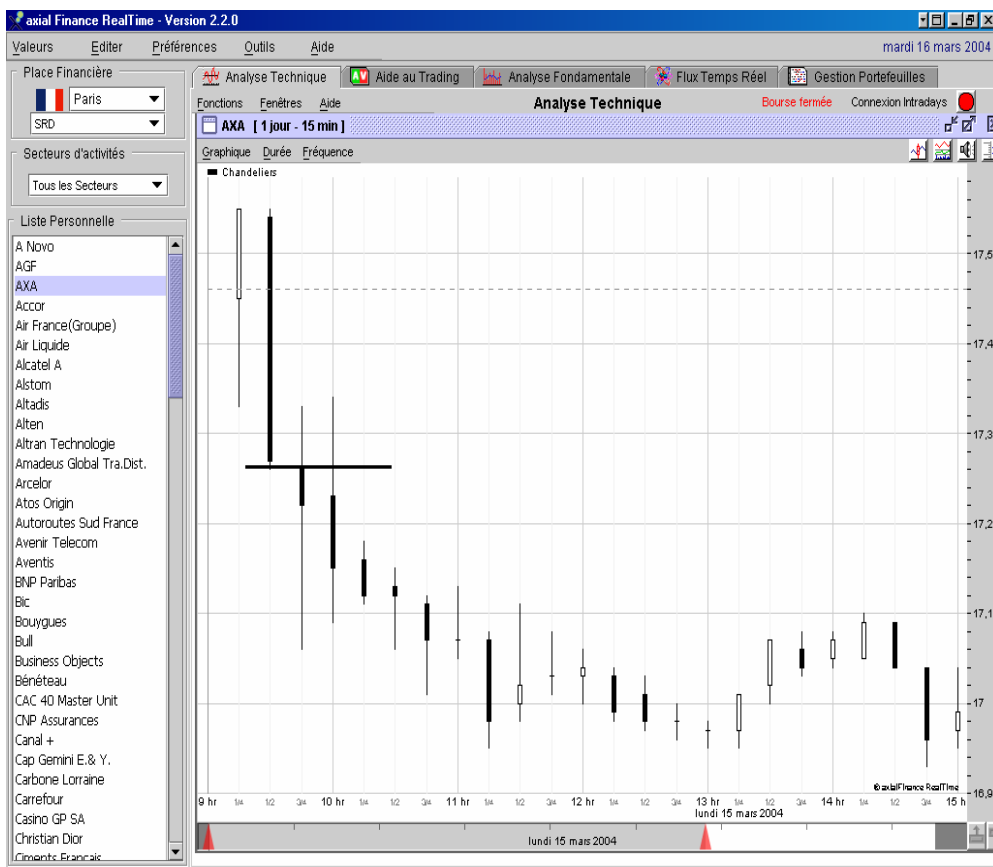 axial Finance RealTime - Version 2.2.0
Valeurs Editer Préférences Outils Aide mardi 16 mars 2004
Place Financière
Paris
SRD
Secteurs d'activités
Tous les Secteurs
Liste Personnelle
A Novo
AGF
AXA
Accor
Air France(Groupe)
Air Liquide
Alcatel A
Alstom
Altadis
Alten
Altran Technologie
Amadeus Global Tra.Dist.
Arcelor
Atos Origin
Autoroutes Sud France
Avenir Telecom
Aventis
BNP Paribas
Bic
Bouygues
Bull
Business Objects
Bénéteau
CAC 40 Master Unit
CNP Assurances
Canal +
Cap Gemini E.& Y.
Carbone Lorraine
Carrefour
Casino GP SA
Christian Dior
Ciments Français
Analyse Technique Aide au Trading Analyse Fondamentale Flux Temps Réel Gestion Portefeuilles
Fonctions Fenêtres Aide Analyse Technique Bourse fermée Connexion Intradays
AXA [ 1 jour - 15 min ]
Graphique Durée Fréquence
Chandeliers
17,5
17,4
17,3
17,2
17,1
17
16,9
© axialFinance RealTime
9 hr 1/4 1/2 3/4 10 hr 1/4 1/2 3/4 11 hr 1/4 1/2 3/4 12 hr 1/4 1/2 3/4 13 hr 1/4 1/2 3/4 14 hr 1/4 1/2 3/4 15 h
lundi 15 mars 2004
lundi 15 mars 2004